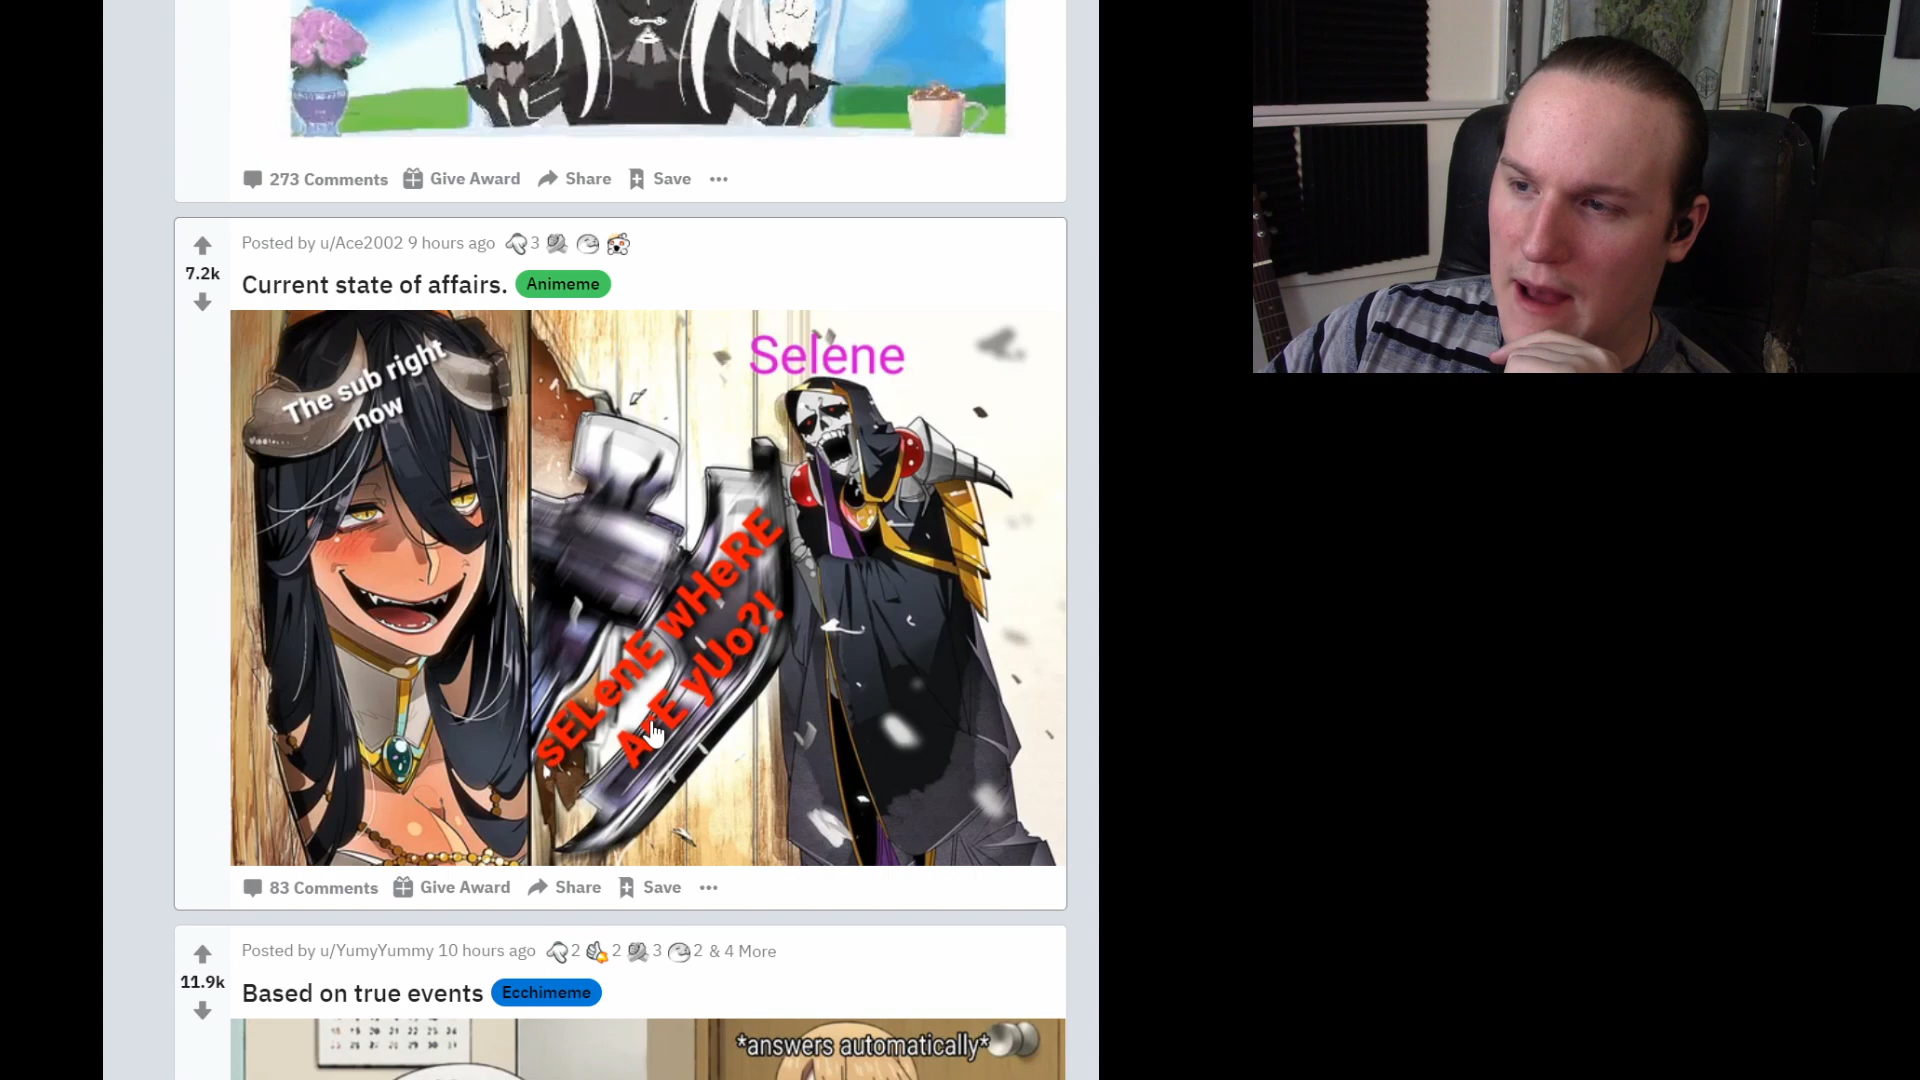 273 Comments Give Award Share Save
Posted by u/Ace2002 9 hours ago 3
7.2k
Current state of affairs. Animeme
The sub right
now
Selene
sELenE wHeRE
ArE yUo?!
83 Comments Give Award Share Save
Posted by u/YumyYummy 10 hours ago 2 2 3 2 & 4 More
11.9k
Based on true events Ecchimeme
*answers automatically*